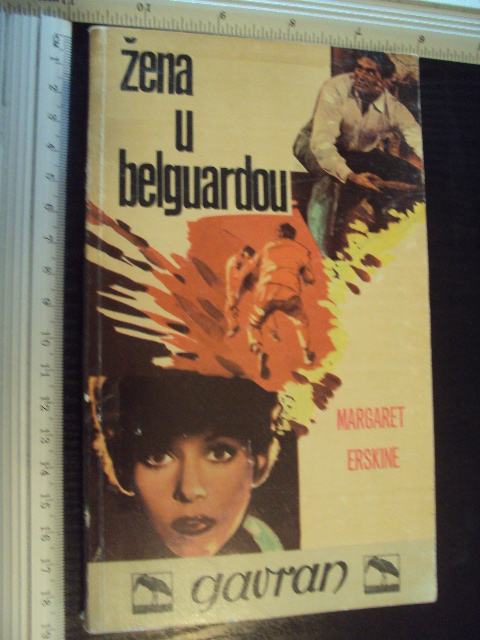 žena
u
belguardou
MARGARET
ERSKINE
gavran